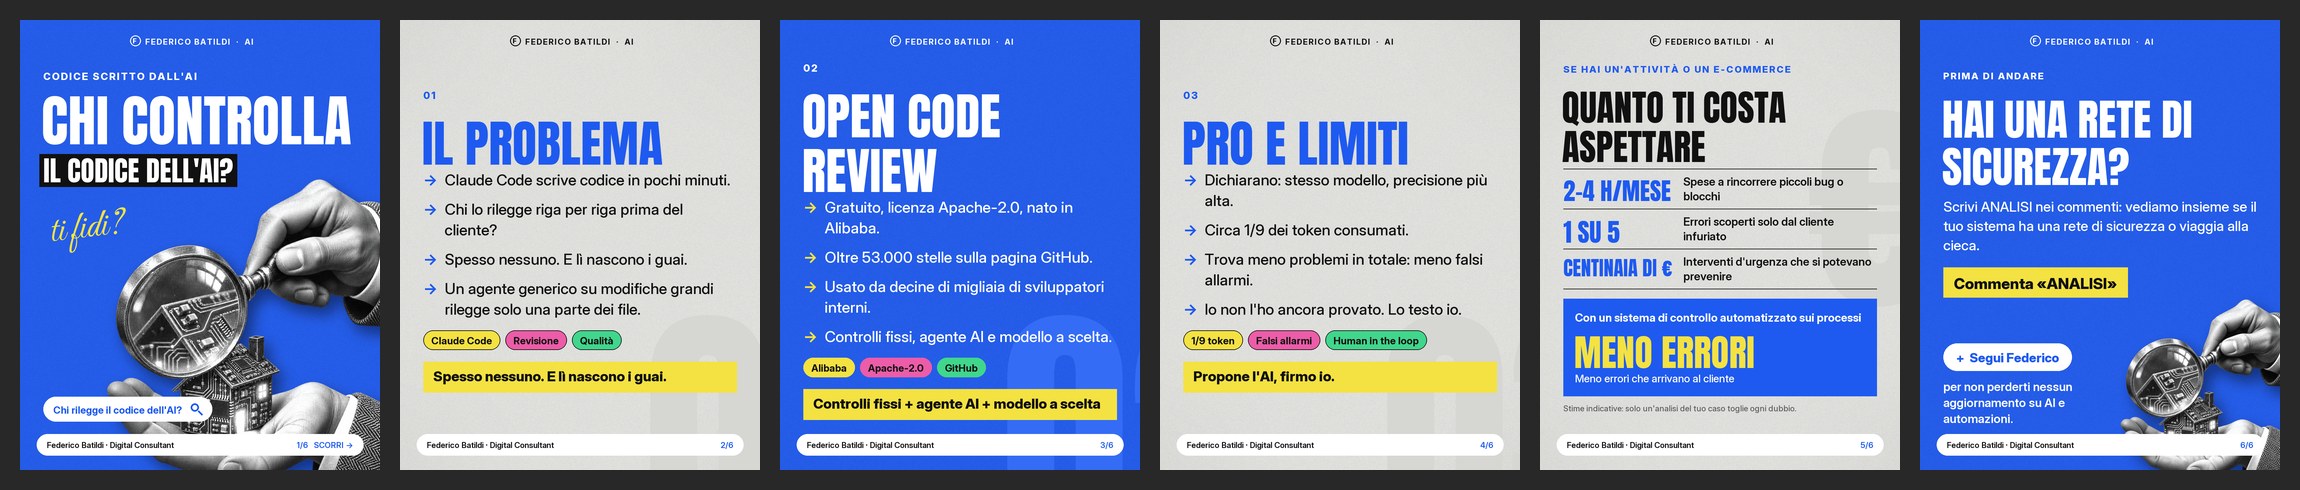 FEDERICO BATILDI · AI
CODICE SCRITTO DALL'AI
CHI CONTROLLA
IL CODICE DELL'AI?
ti fidi?
Chi rilegge il codice dell'AI?
Federico Batildi · Digital Consultant
1/6 SCORRI →
FEDERICO BATILDI · AI
01
IL PROBLEMA
→ Claude Code scrive codice in pochi minuti.
→ Chi lo rilegge riga per riga prima del
cliente?
→ Spesso nessuno. E lì nascono i guai.
→ Un agente generico su modifiche grandi
rilegge solo una parte dei file.
Claude Code
Revisione
Qualità
Spesso nessuno. E lì nascono i guai.
Federico Batildi · Digital Consultant
2/6
FEDERICO BATILDI · AI
02
OPEN CODE
REVIEW
→ Gratuito, licenza Apache-2.0, nato in
Alibaba.
→ Oltre 53.000 stelle sulla pagina GitHub.
→ Usato da decine di migliaia di sviluppatori
interni.
→ Controlli fissi, agente AI e modello a scelta.
Alibaba
Apache-2.0
GitHub
Controlli fissi + agente AI + modello a scelta
Federico Batildi · Digital Consultant
3/6
FEDERICO BATILDI · AI
03
PRO E LIMITI
→ Dichiarano: stesso modello, precisione più
alta.
→ Circa 1/9 dei token consumati.
→ Trova meno problemi in totale: meno falsi
allarmi.
→ Io non l'ho ancora provato. Lo testo io.
1/9 token
Falsi allarmi
Human in the loop
Propone l'AI, firmo io.
Federico Batildi · Digital Consultant
4/6
FEDERICO BATILDI · AI
SE HAI UN'ATTIVITÀ O UN E-COMMERCE
QUANTO TI COSTA
ASPETTARE
2-4 H/MESE
Spese a rincorrere piccoli bug o
blocchi
1 SU 5
Errori scoperti solo dal cliente
infuriato
CENTINAIA DI €
Interventi d'urgenza che si potevano
prevenire
Con un sistema di controllo automatizzato sui processi
MENO ERRORI
Meno errori che arrivano al cliente
Stime indicative: solo un'analisi del tuo caso toglie ogni dubbio.
Federico Batildi · Digital Consultant
5/6
FEDERICO BATILDI · AI
PRIMA DI ANDARE
HAI UNA RETE DI
SICUREZZA?
Scrivi ANALISI nei commenti: vediamo insieme se il
tuo sistema ha una rete di sicurezza o viaggia alla
cieca.
Commenta «ANALISI»
+ Segui Federico
per non perderti nessun
aggiornamento su AI e
automazioni.
Federico Batildi · Digital Consultant
6/6